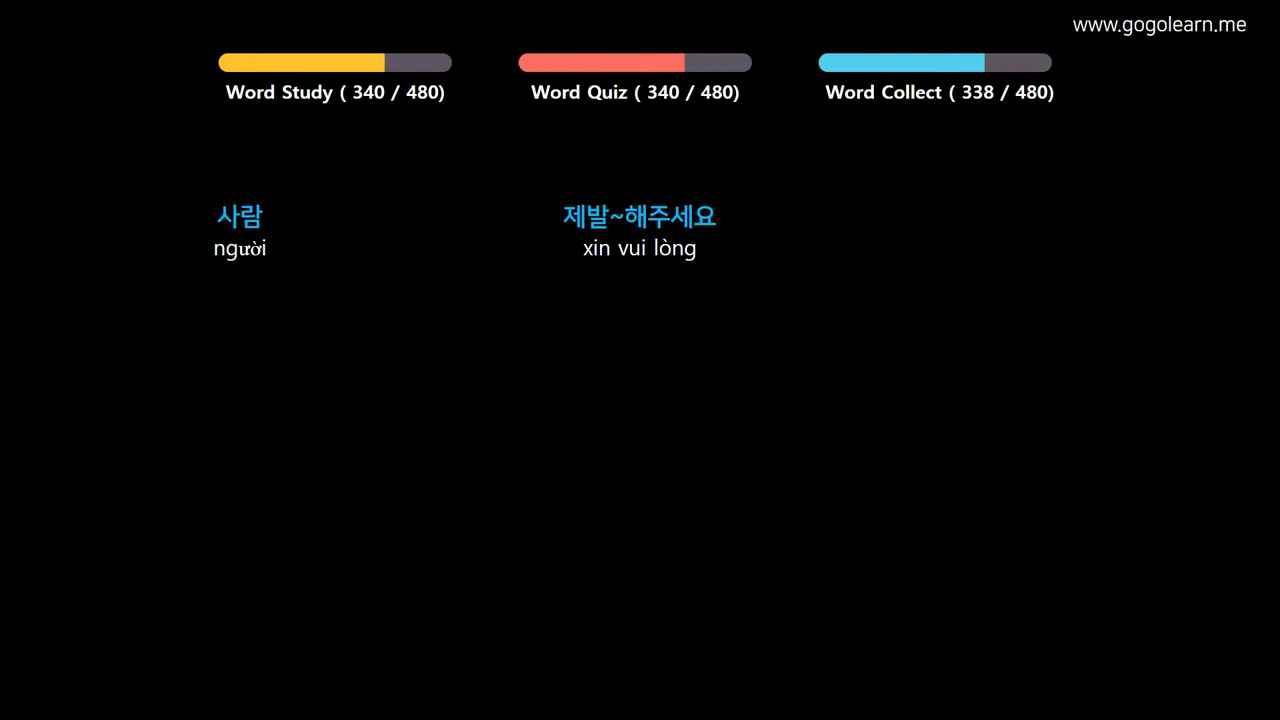 www.gogolearn.me
Word Study ( 340 / 480)
Word Quiz ( 340 / 480)
Word Collect ( 338 / 480)
사람
người
제발~해주세요
xin vui lòng